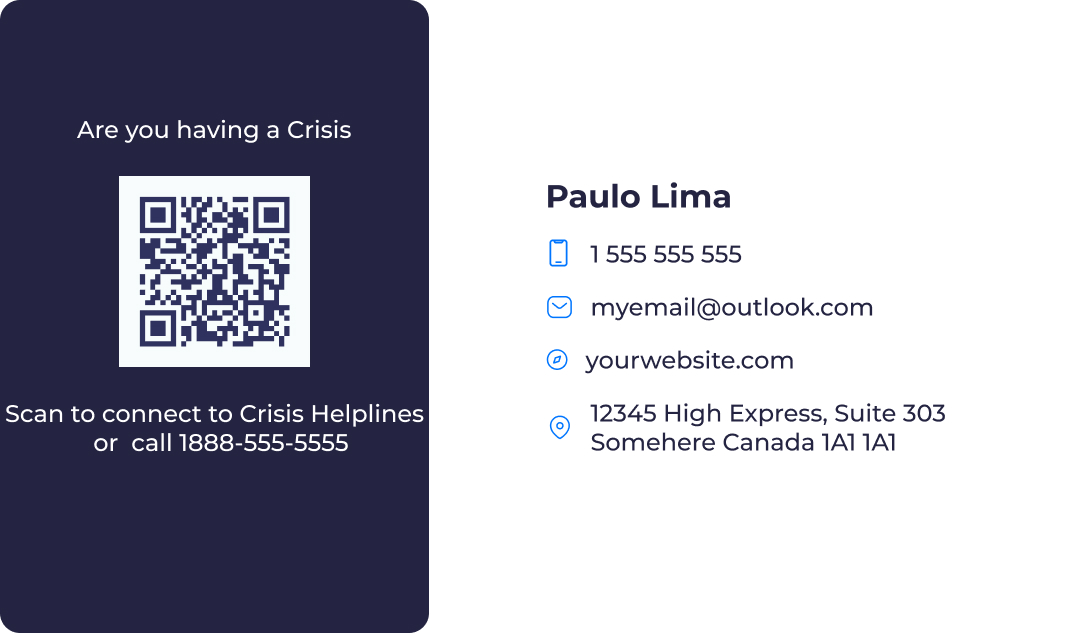 Are you having a Crisis
Scan to connect to Crisis Helplines
or  call 1888-555-5555
Paulo Lima
1 555 555 555
myemail@outlook.com
yourwebsite.com
12345 High Express, Suite 303
Somehere Canada 1A1 1A1